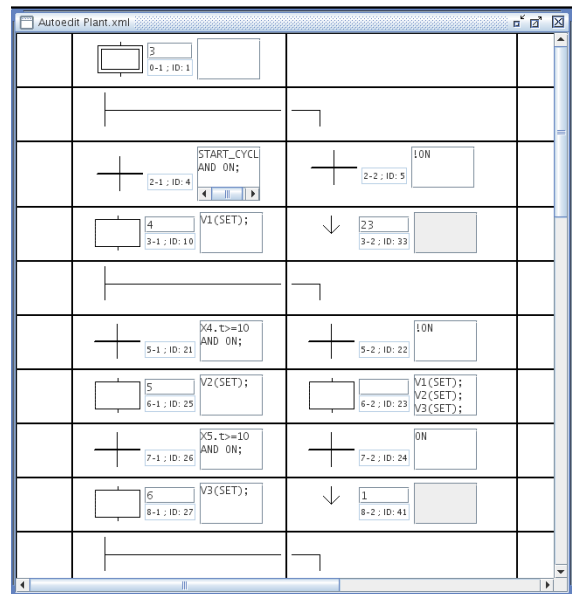 Autoedit Plant.xml
3
0-1 ; ID: 1
START_CYCL
AND ON;
2-1 ; ID: 4
!ON
2-2 ; ID: 5
4
3-1 ; ID: 10
V1(SET);
23
3-2 ; ID: 33
X4.t>=10
AND ON;
5-1 ; ID: 21
!ON
5-2 ; ID: 22
5
6-1 ; ID: 25
V2(SET);
6-2 ; ID: 23
V1(SET);
V2(SET);
V3(SET);
X5.t>=10
AND ON;
7-1 ; ID: 26
ON
7-2 ; ID: 24
6
8-1 ; ID: 27
V3(SET);
1
8-2 ; ID: 41